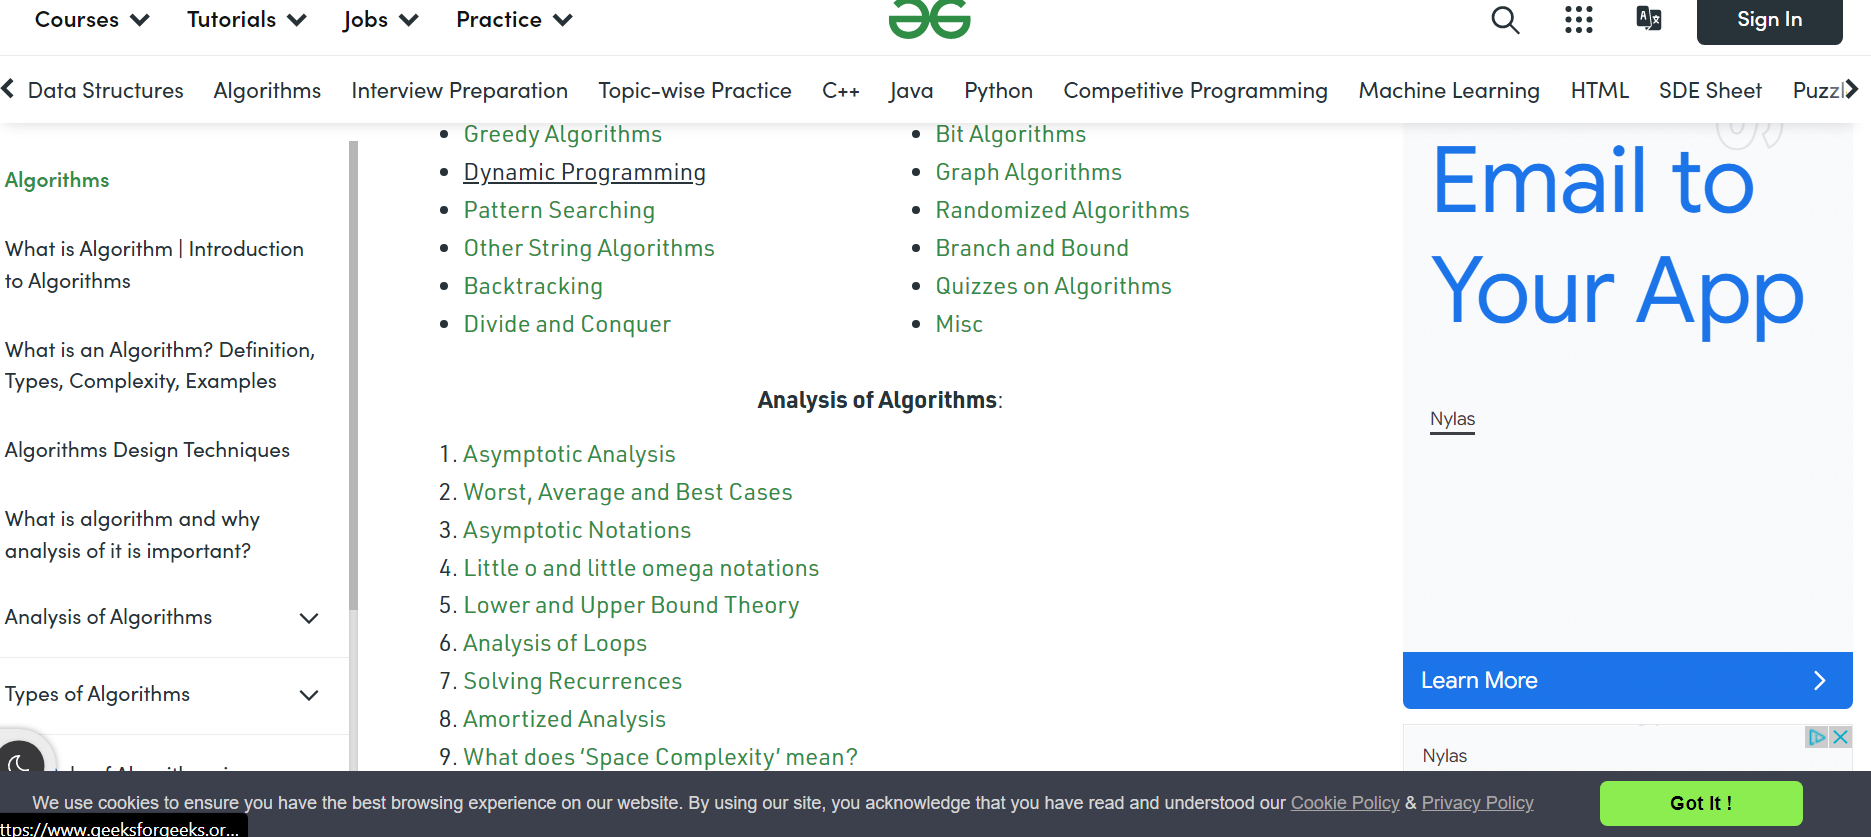 Courses Tutorials Jobs Practice Sign In
Data Structures Algorithms Interview Preparation Topic-wise Practice C++ Java Python Competitive Programming Machine Learning HTML SDE Sheet
Algorithms
What is Algorithm | Introduction
to Algorithms
What is an Algorithm? Definition,
Types, Complexity, Examples
Algorithms Design Techniques
What is algorithm and why
analysis of it is important?
Analysis of Algorithms
Types of Algorithms
Greedy Algorithms
Dynamic Programming
Pattern Searching
Other String Algorithms
Backtracking
Divide and Conquer
Bit Algorithms
Graph Algorithms
Randomized Algorithms
Branch and Bound
Quizzes on Algorithms
Misc
Analysis of Algorithms:
1. Asymptotic Analysis
2. Worst, Average and Best Cases
3. Asymptotic Notations
4. Little o and little omega notations
5. Lower and Upper Bound Theory
6. Analysis of Loops
7. Solving Recurrences
8. Amortized Analysis
9. What does ‘Space Complexity’ mean?
Email to
Your App
Nylas
Learn More
Nylas
We use cookies to ensure you have the best browsing experience on our website. By using our site, you acknowledge that you have read and understood our Cookie Policy & Privacy Policy
Got It !
ttps://www.geeksforgeeks.or...